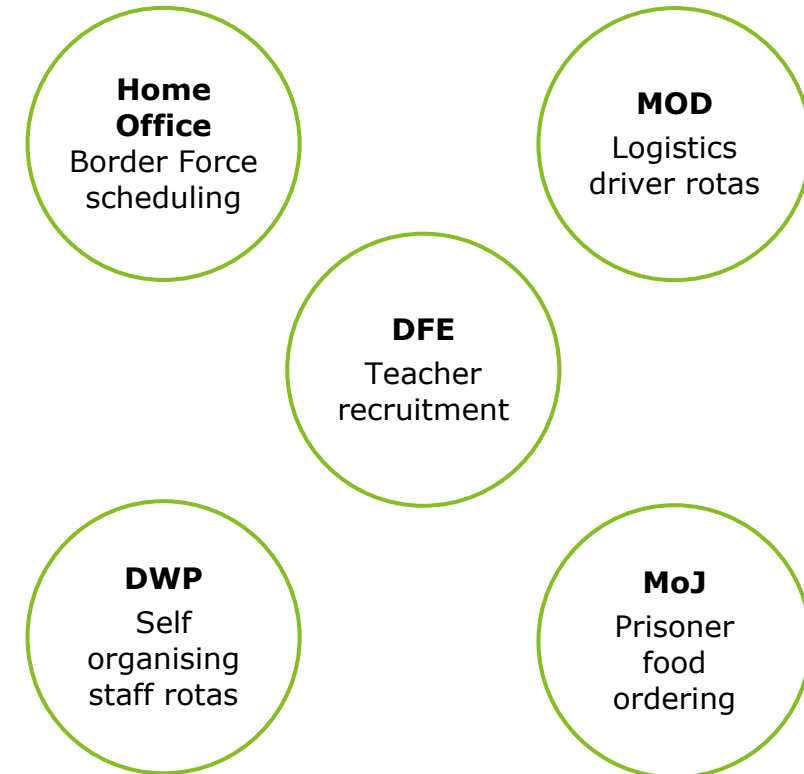 Home
Office
Border Force
scheduling
MOD
Logistics
driver rotas
DFE
Teacher
recruitment
DWP
Self
organising
staff rotas
MoJ
Prisoner
food
ordering